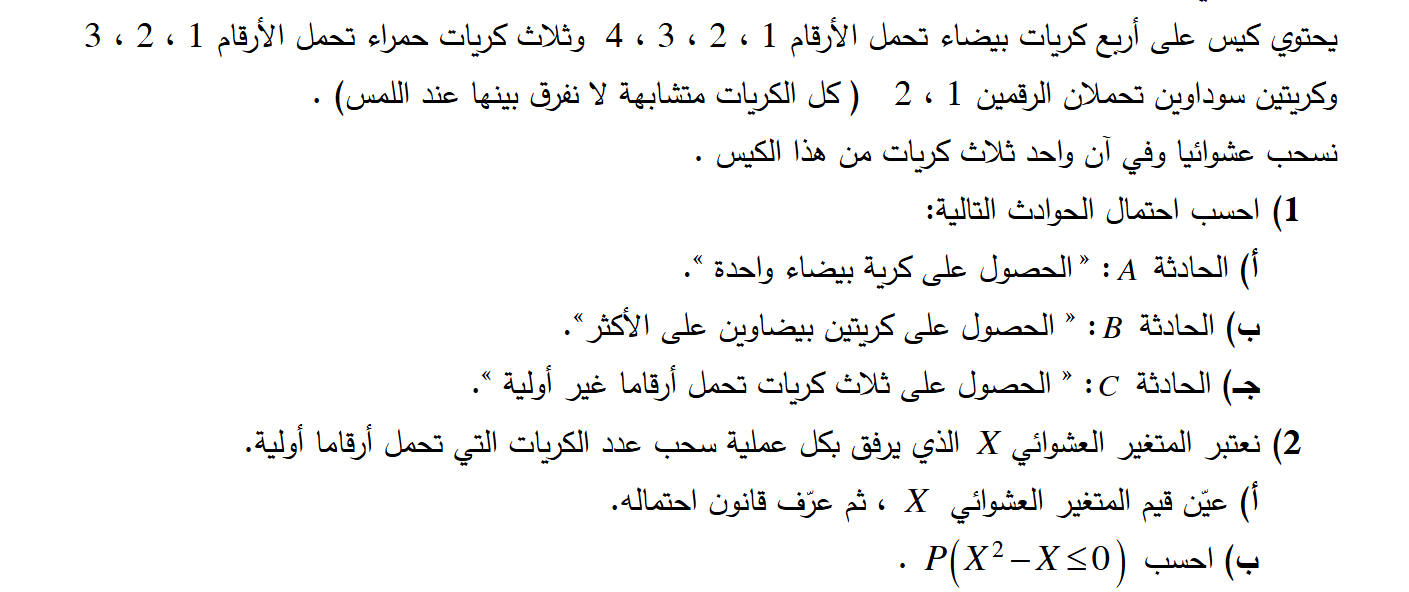 يحتوي كيس على أربع كريات بيضاء تحمل الأرقام 1 ، 2 ، 3 ، 4 وثلاث كريات حمراء تحمل الأرقام 1 ، 2 ، 3
وكريتين سوداوين تحملان الرقمين 1 ، 2 ( كل الكريات متشابهة لا نفرق بينها عند اللمس) .
نسحب عشوائيا وفي آن واحد ثلاث كريات من هذا الكيس .
1) احسب احتمال الحوادث التالية:
أ) الحادثة A : « الحصول على كرية بيضاء واحدة ».
ب) الحادثة B : « الحصول على كريتين بيضاوين على الأكثر».
جـ) الحادثة C : « الحصول على ثلاث كريات تحمل أرقاما غير أولية ».
2) نعتبر المتغير العشوائي X الذي يرفق بكل عملية سحب عدد الكريات التي تحمل أرقاما أولية.
أ) عيّن قيم المتغير العشوائي X ، ثم عرّف قانون احتماله.
ب) احسب P(X² − X ≤ 0) .